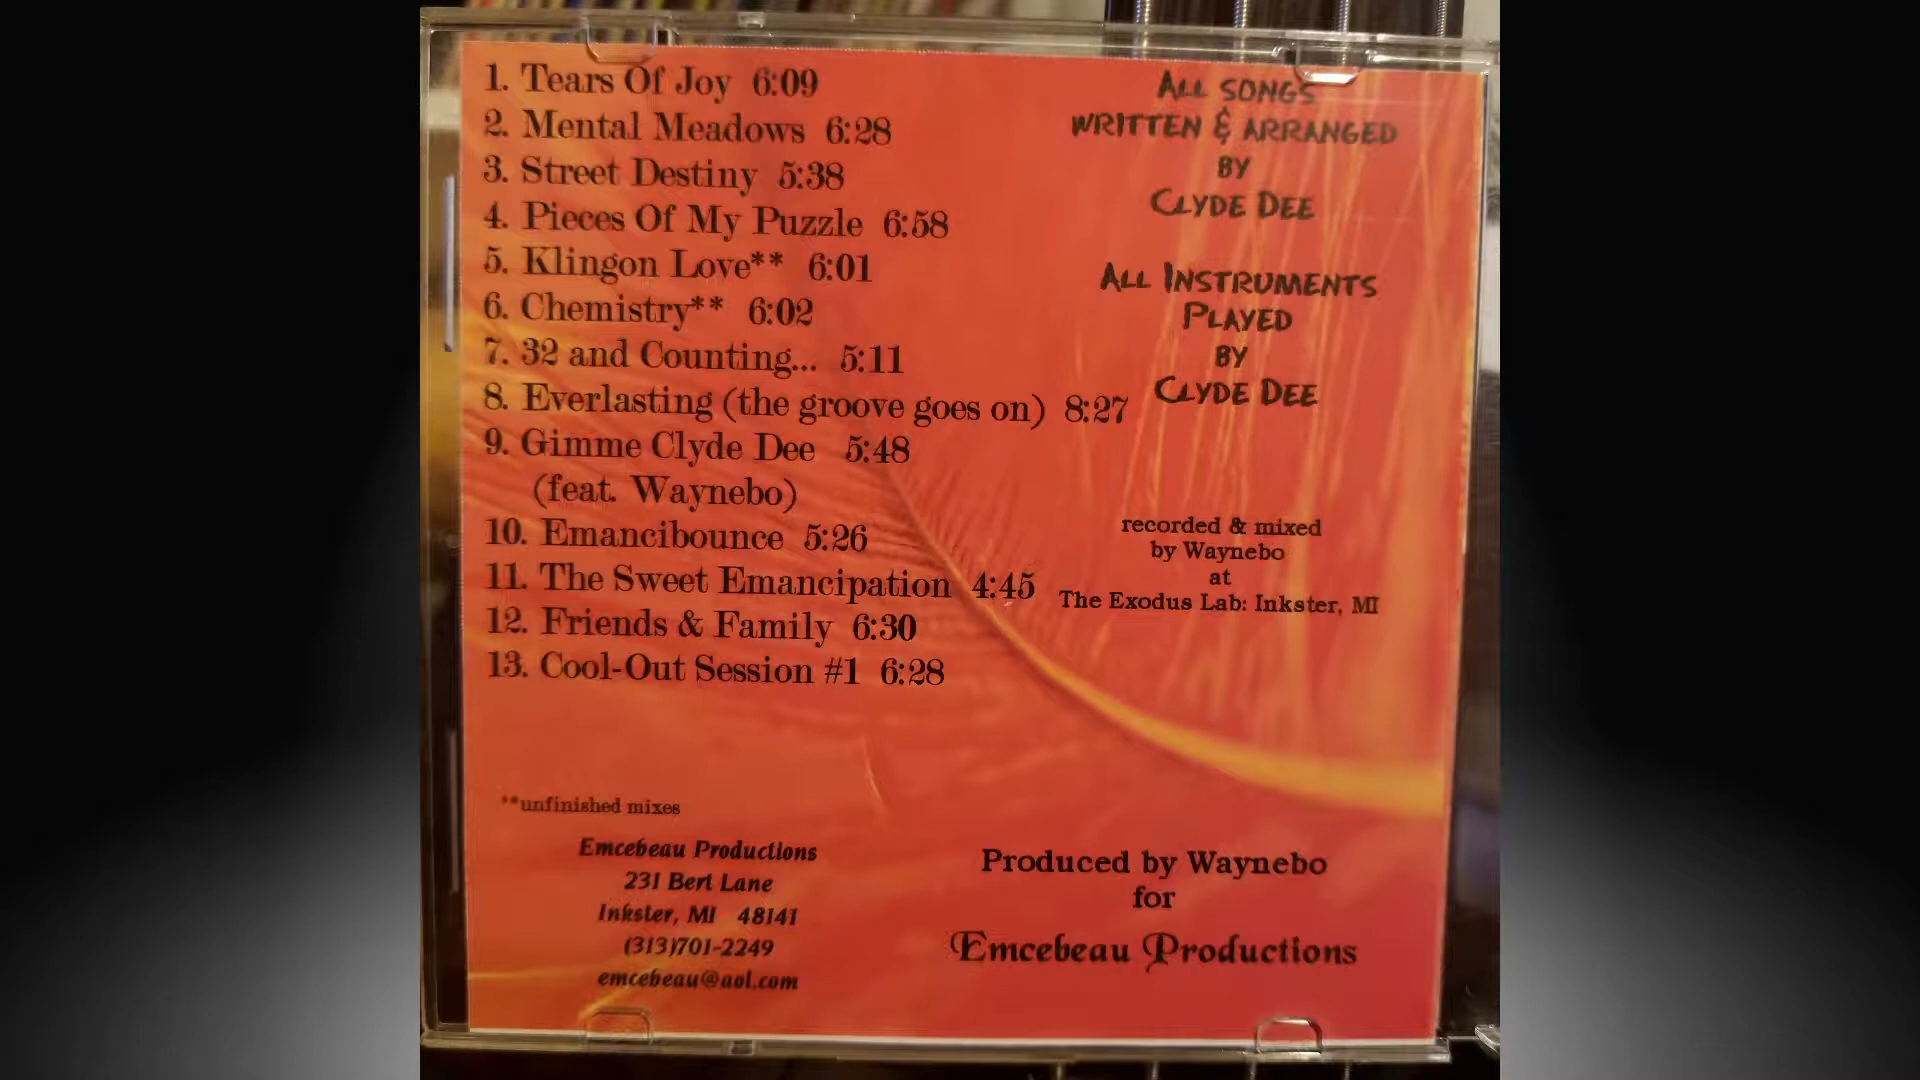 1. Tears Of Joy 6:09
2. Mental Meadows 6:28
3. Street Destiny 5:38
4. Pieces Of My Puzzle 6:58
5. Klingon Love** 6:01
6. Chemistry** 6:02
7. 32 and Counting... 5:11
8. Everlasting (the groove goes on) 8:27
9. Gimme Clyde Dee 5:48
(feat. Waynebo)
10. Emancibounce 5:26
11. The Sweet Emancipation 4:45
12. Friends & Family 6:30
13. Cool-Out Session #1 6:28
All songs
written & arranged
by
Clyde Dee
All Instruments
Played
by
Clyde Dee
recorded & mixed
by Waynebo
at
The Exodus Lab: Inkster, MI
**unfinished mixes
Emcebeau Productions
231 Bert Lane
Inkster, MI 48141
(313)701-2249
emcebeau@aol.com
Produced by Waynebo
for
Emcebeau Productions